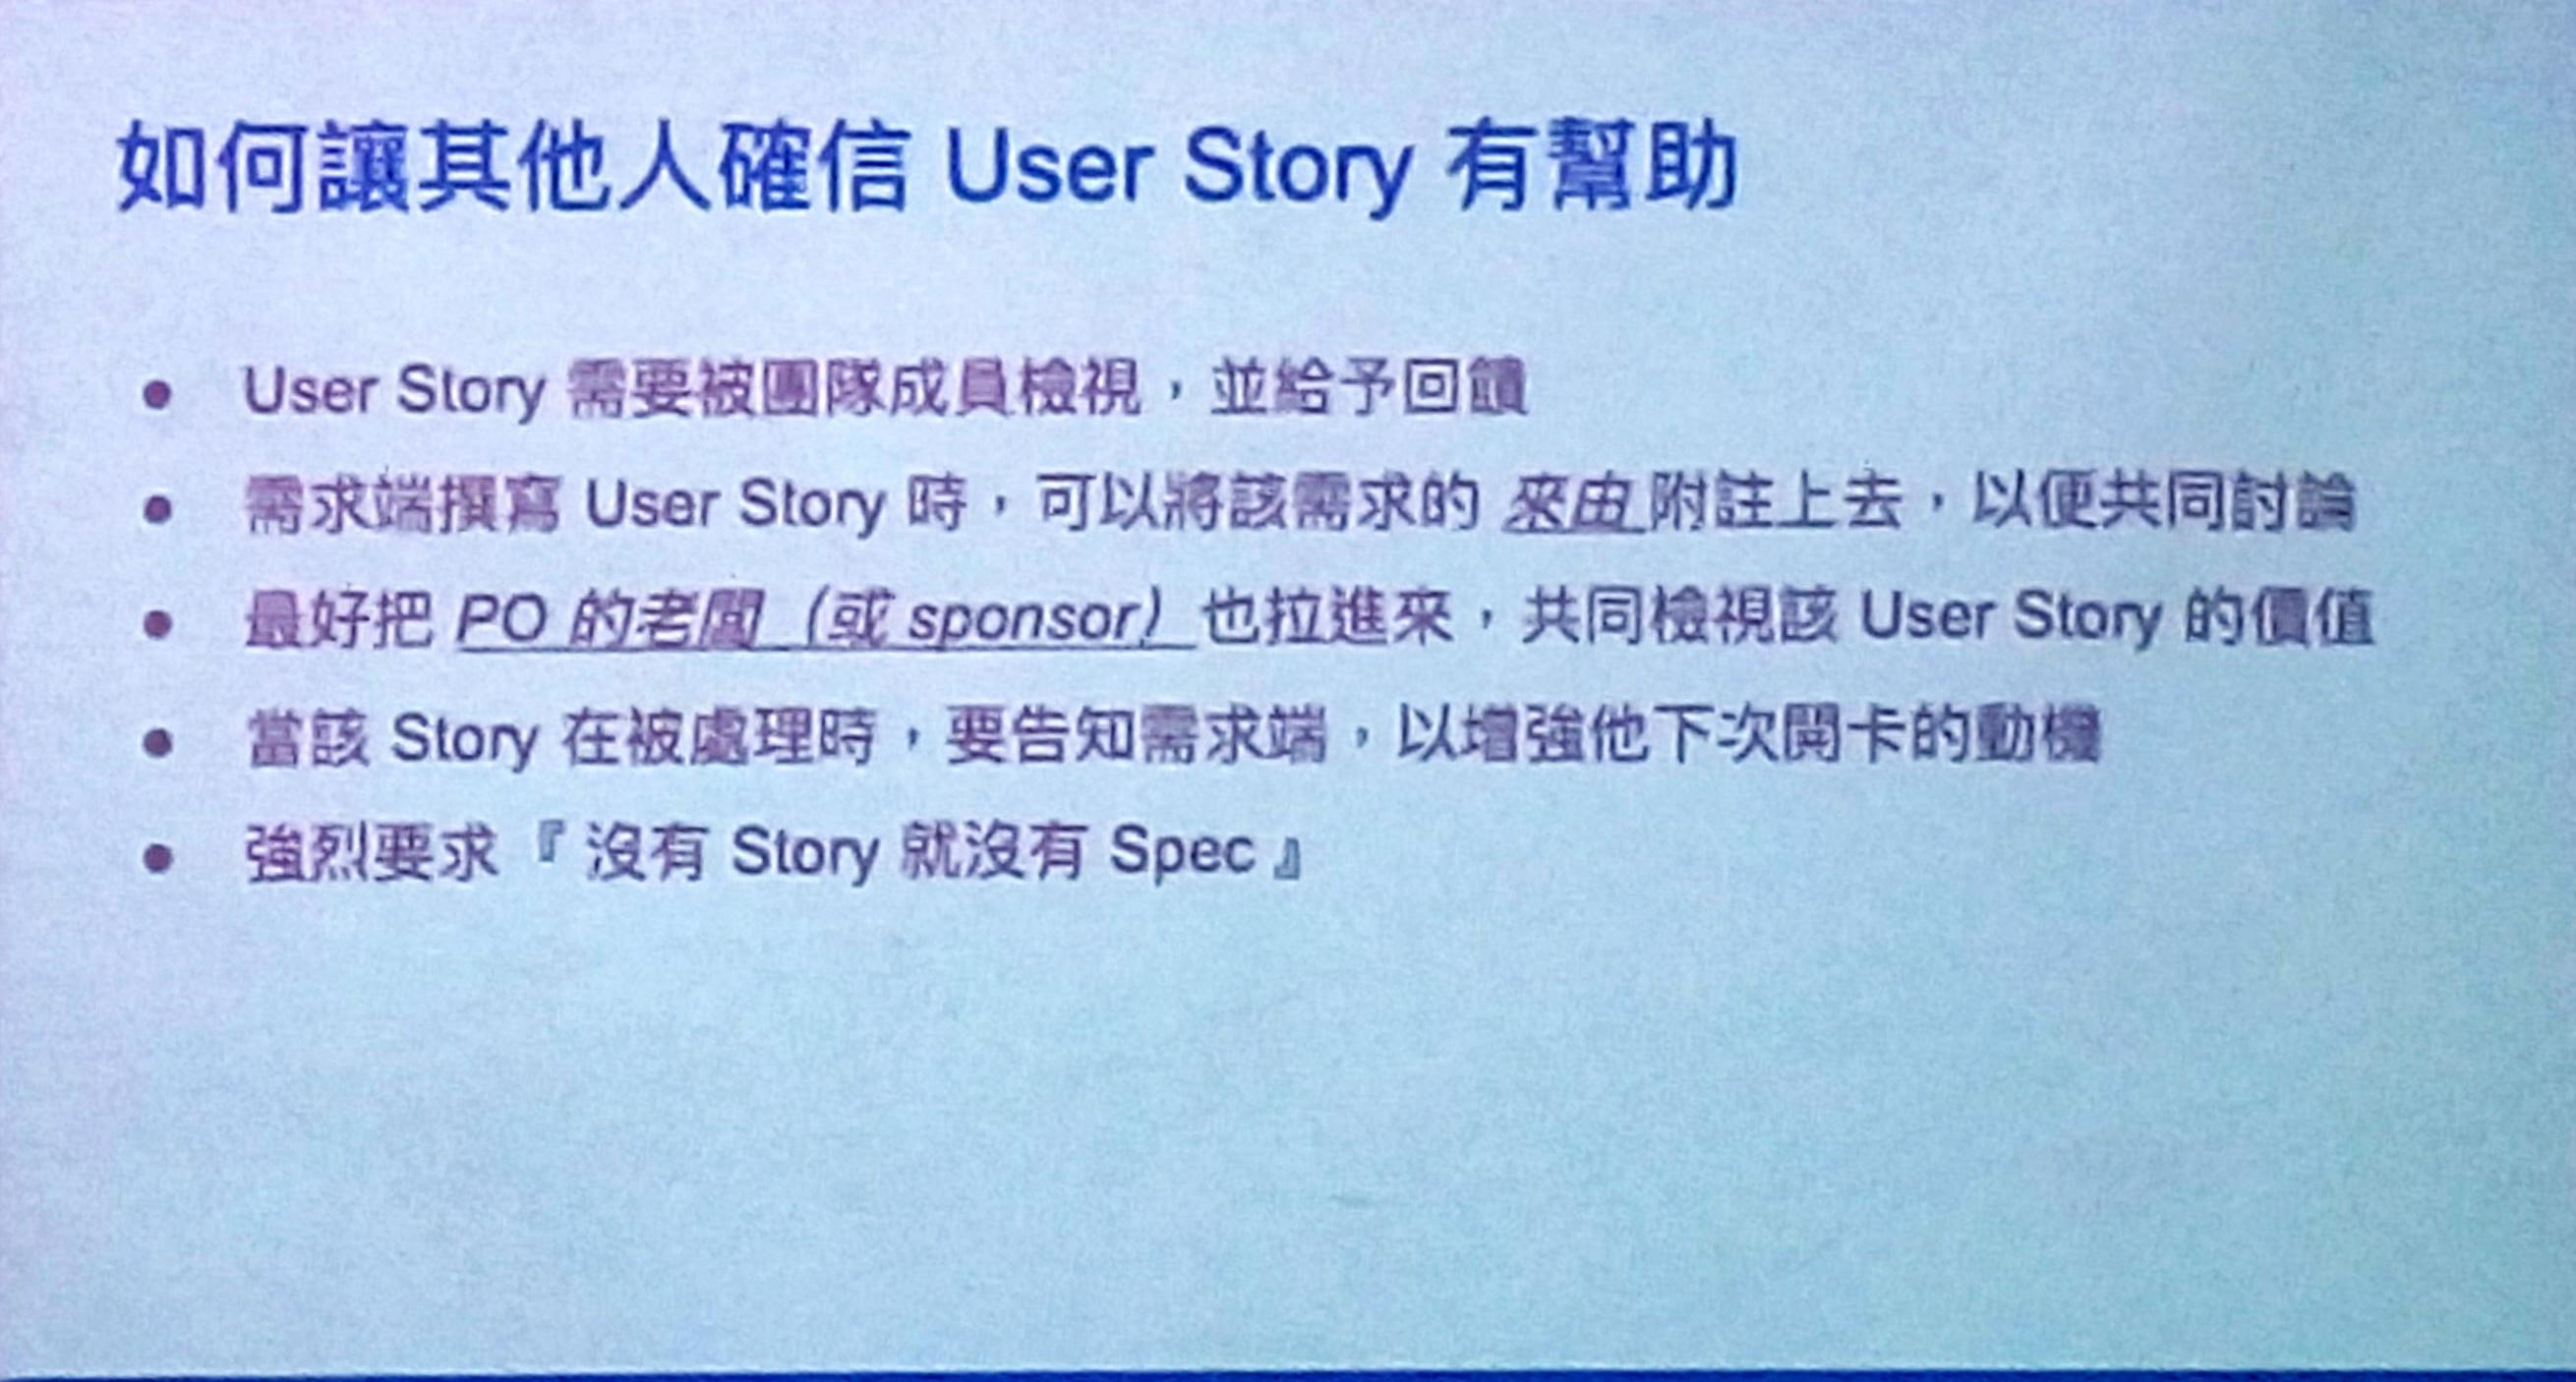 如何讓其他人確信 User Story 有幫助
● User Story 需要被團隊成員檢視，並給予回饋
● 需求端撰寫 User Story 時，可以將該需求的 來由 附註上去，以便共同討論
● 最好把 PO 的老闆（或 sponsor）也拉進來，共同檢視該 User Story 的價值
● 當該 Story 在被處理時，要告知需求端，以增強他下次開卡的動機
● 強烈要求『 沒有 Story 就沒有 Spec 』